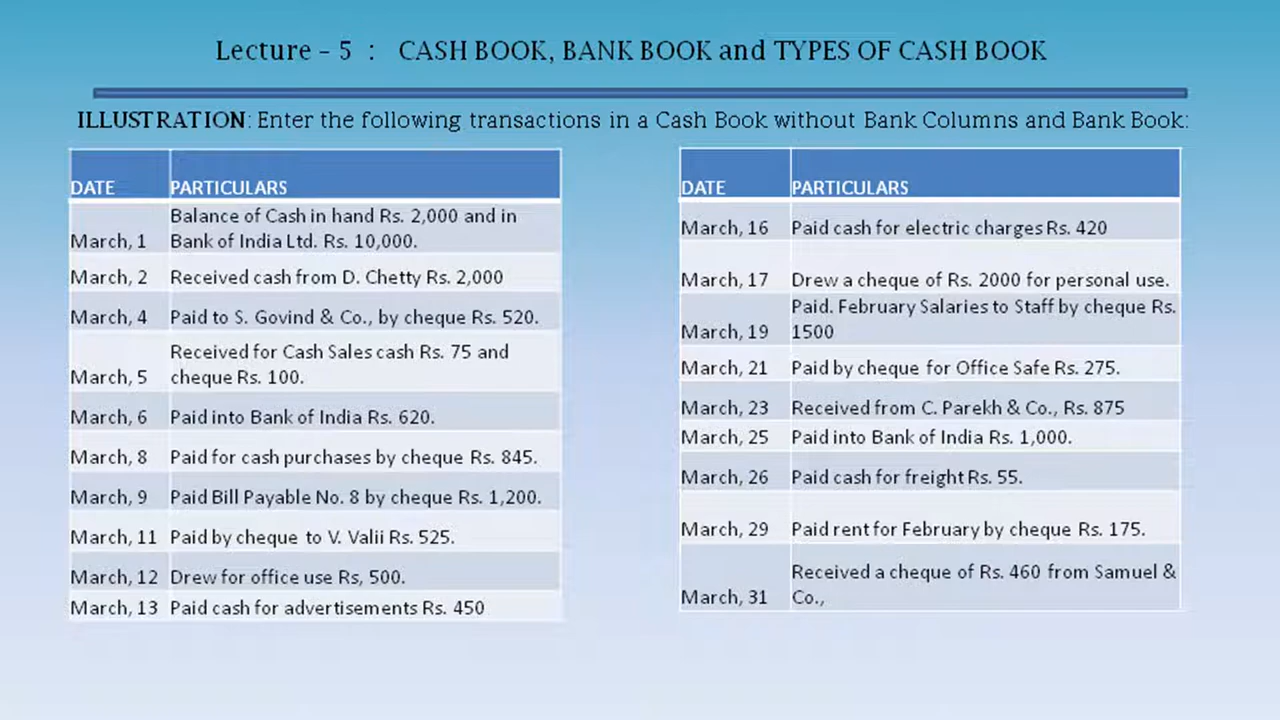 Lecture – 5 : CASH BOOK, BANK BOOK and TYPES OF CASH BOOK
ILLUSTRATION: Enter the following transactions in a Cash Book without Bank Columns and Bank Book:
DATE PARTICULARS
March, 1 Balance of Cash in hand Rs. 2,000 and in
Bank of India Ltd. Rs. 10,000.
March, 2 Received cash from D. Chetty Rs. 2,000
March, 4 Paid to S. Govind & Co., by cheque Rs. 520.
March, 5 Received for Cash Sales cash Rs. 75 and
cheque Rs. 100.
March, 6 Paid into Bank of India Rs. 620.
March, 8 Paid for cash purchases by cheque Rs. 845.
March, 9 Paid Bill Payable No. 8 by cheque Rs. 1,200.
March, 11 Paid by cheque to V. Valii Rs. 525.
March, 12 Drew for office use Rs, 500.
March, 13 Paid cash for advertisements Rs. 450
DATE PARTICULARS
March, 16 Paid cash for electric charges Rs. 420
March, 17 Drew a cheque of Rs. 2000 for personal use.
March, 19 Paid. February Salaries to Staff by cheque Rs.
1500
March, 21 Paid by cheque for Office Safe Rs. 275.
March, 23 Received from C. Parekh & Co., Rs. 875
March, 25 Paid into Bank of India Rs. 1,000.
March, 26 Paid cash for freight Rs. 55.
March, 29 Paid rent for February by cheque Rs. 175.
March, 31 Received a cheque of Rs. 460 from Samuel &
Co.,